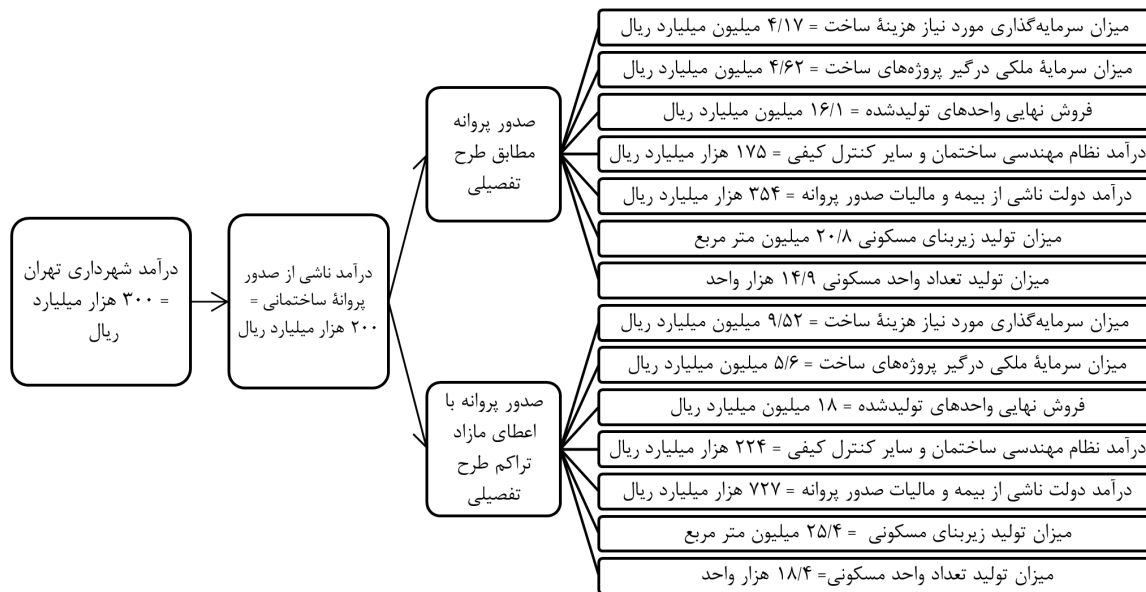 درآمد شهرداری تهران
= ۳۰۰ هزار میلیارد
ریال
درآمد ناشی از صدور
پروانهٔ ساختمانی =
۲۰۰ هزار میلیارد ریال
صدور پروانه
مطابق طرح
تفصیلی
میزان سرمایه‌گذاری مورد نیاز هزینهٔ ساخت = ۴/۱۷ میلیون میلیارد ریال
میزان سرمایهٔ ملکی درگیر پروژه‌های ساخت = ۴/۶۲ میلیون میلیارد ریال
فروش نهایی واحدهای تولیدشده = ۱۶/۱ میلیون میلیارد ریال
درآمد نظام مهندسی ساختمان و سایر کنترل کیفی = ۱۷۵ هزار میلیارد ریال
درآمد دولت ناشی از بیمه و مالیات صدور پروانه = ۳۵۴ هزار میلیارد ریال
میزان تولید زیربنای مسکونی ۲۰/۸ میلیون متر مربع
میزان تولید تعداد واحد مسکونی ۱۴/۹ هزار واحد
صدور پروانه با
اعطای مازاد
تراکم طرح
تفصیلی
میزان سرمایه‌گذاری مورد نیاز هزینهٔ ساخت = ۹/۵۲ میلیون میلیارد ریال
میزان سرمایهٔ ملکی درگیر پروژه‌های ساخت = ۵/۶ میلیون میلیارد ریال
فروش نهایی واحدهای تولیدشده = ۱۸ میلیون میلیارد ریال
درآمد نظام مهندسی ساختمان و سایر کنترل کیفی = ۲۲۴ هزار میلیارد ریال
درآمد دولت ناشی از بیمه و مالیات صدور پروانه = ۷۲۷ هزار میلیارد ریال
میزان تولید زیربنای مسکونی = ۲۵/۴ میلیون متر مربع
میزان تولید تعداد واحد مسکونی= ۱۸/۴ هزار واحد